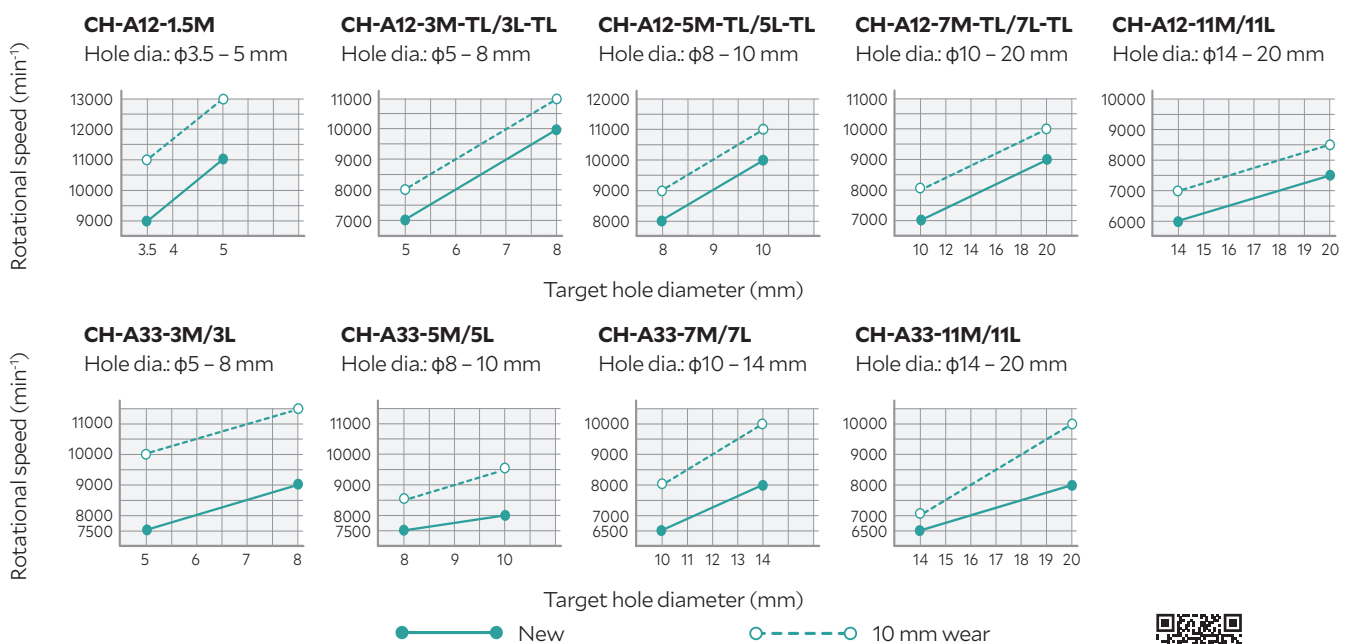 CH-A12-1.5M
Hole dia.: φ3.5 – 5 mm
CH-A12-3M-TL/3L-TL
Hole dia.: φ5 – 8 mm
CH-A12-5M-TL/5L-TL
Hole dia.: φ8 – 10 mm
CH-A12-7M-TL/7L-TL
Hole dia.: φ10 – 20 mm
CH-A12-11M/11L
Hole dia.: φ14 – 20 mm
Rotational speed (min⁻¹)
13000
12000
11000
10000
9000
3.5 4 5
11000
10000
9000
8000
7000
5 6 7 8
12000
11000
10000
9000
8000
8 9 10
11000
10000
9000
8000
7000
10 12 14 16 18 20
10000
9000
8000
7000
6000
14 15 16 17 18 19 20
Target hole diameter (mm)
CH-A33-3M/3L
Hole dia.: φ5 – 8 mm
CH-A33-5M/5L
Hole dia.: φ8 – 10 mm
CH-A33-7M/7L
Hole dia.: φ10 – 14 mm
CH-A33-11M/11L
Hole dia.: φ14 – 20 mm
Rotational speed (min⁻¹)
11000
10000
9000
8000
7500
5 6 7 8
11000
10000
9000
8000
7500
8 9 10
10000
9000
8000
7000
6500
10 11 12 13 14
10000
9000
8000
7000
6500
14 15 16 17 18 19 20
Target hole diameter (mm)
New
10 mm wear